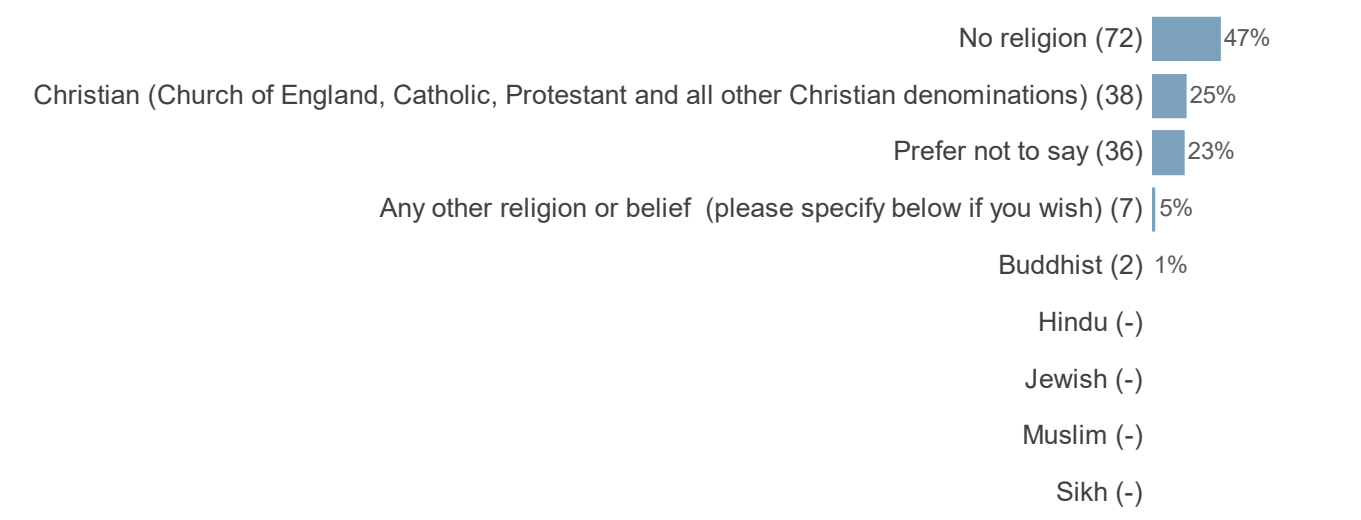 No religion (72) 47%
Christian (Church of England, Catholic, Protestant and all other Christian denominations) (38) 25%
Prefer not to say (36) 23%
Any other religion or belief  (please specify below if you wish) (7) 5%
Buddhist (2) 1%
Hindu (-)
Jewish (-)
Muslim (-)
Sikh (-)